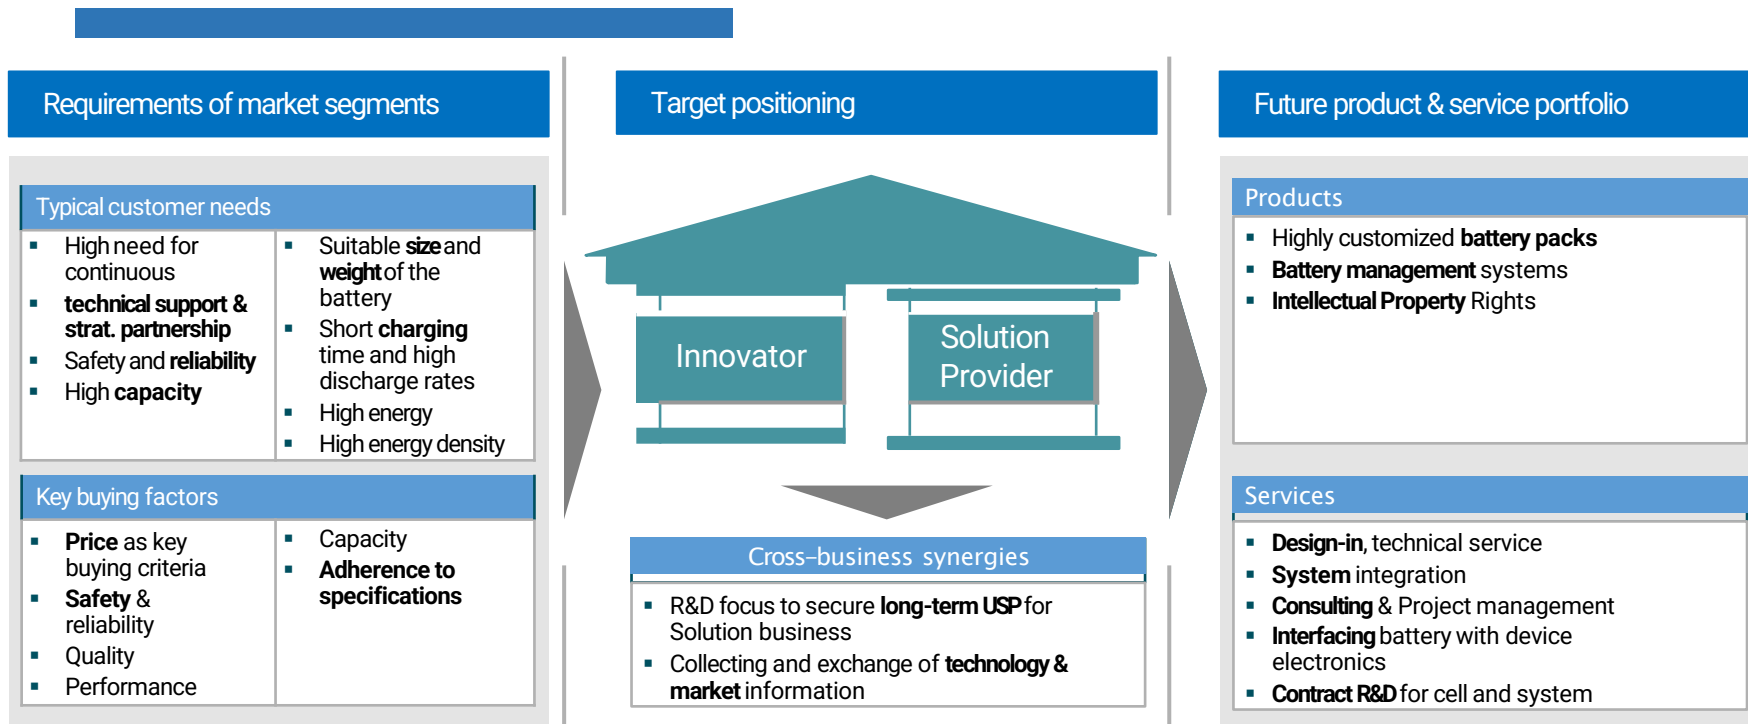 Requirements of market segments
Typical customer needs
▪ High need for
continuous
▪ technical support &
strat. partnership
▪ Safety and reliability
▪ High capacity
▪ Suitable size and
weight of the
battery
▪ Short charging
time and high
discharge rates
▪ High energy
▪ High energy density
Key buying factors
▪ Price as key
buying criteria
▪ Safety &
reliability
▪ Quality
▪ Performance
▪ Capacity
▪ Adherence to
specifications
Target positioning
Innovator
Solution
Provider
Cross-business synergies
▪ R&D focus to secure long-term USP for
Solution business
▪ Collecting and exchange of technology &
market information
Future product & service portfolio
Products
▪ Highly customized battery packs
▪ Battery management systems
▪ Intellectual Property Rights
Services
▪ Design-in, technical service
▪ System integration
▪ Consulting & Project management
▪ Interfacing battery with device
electronics
▪ Contract R&D for cell and system